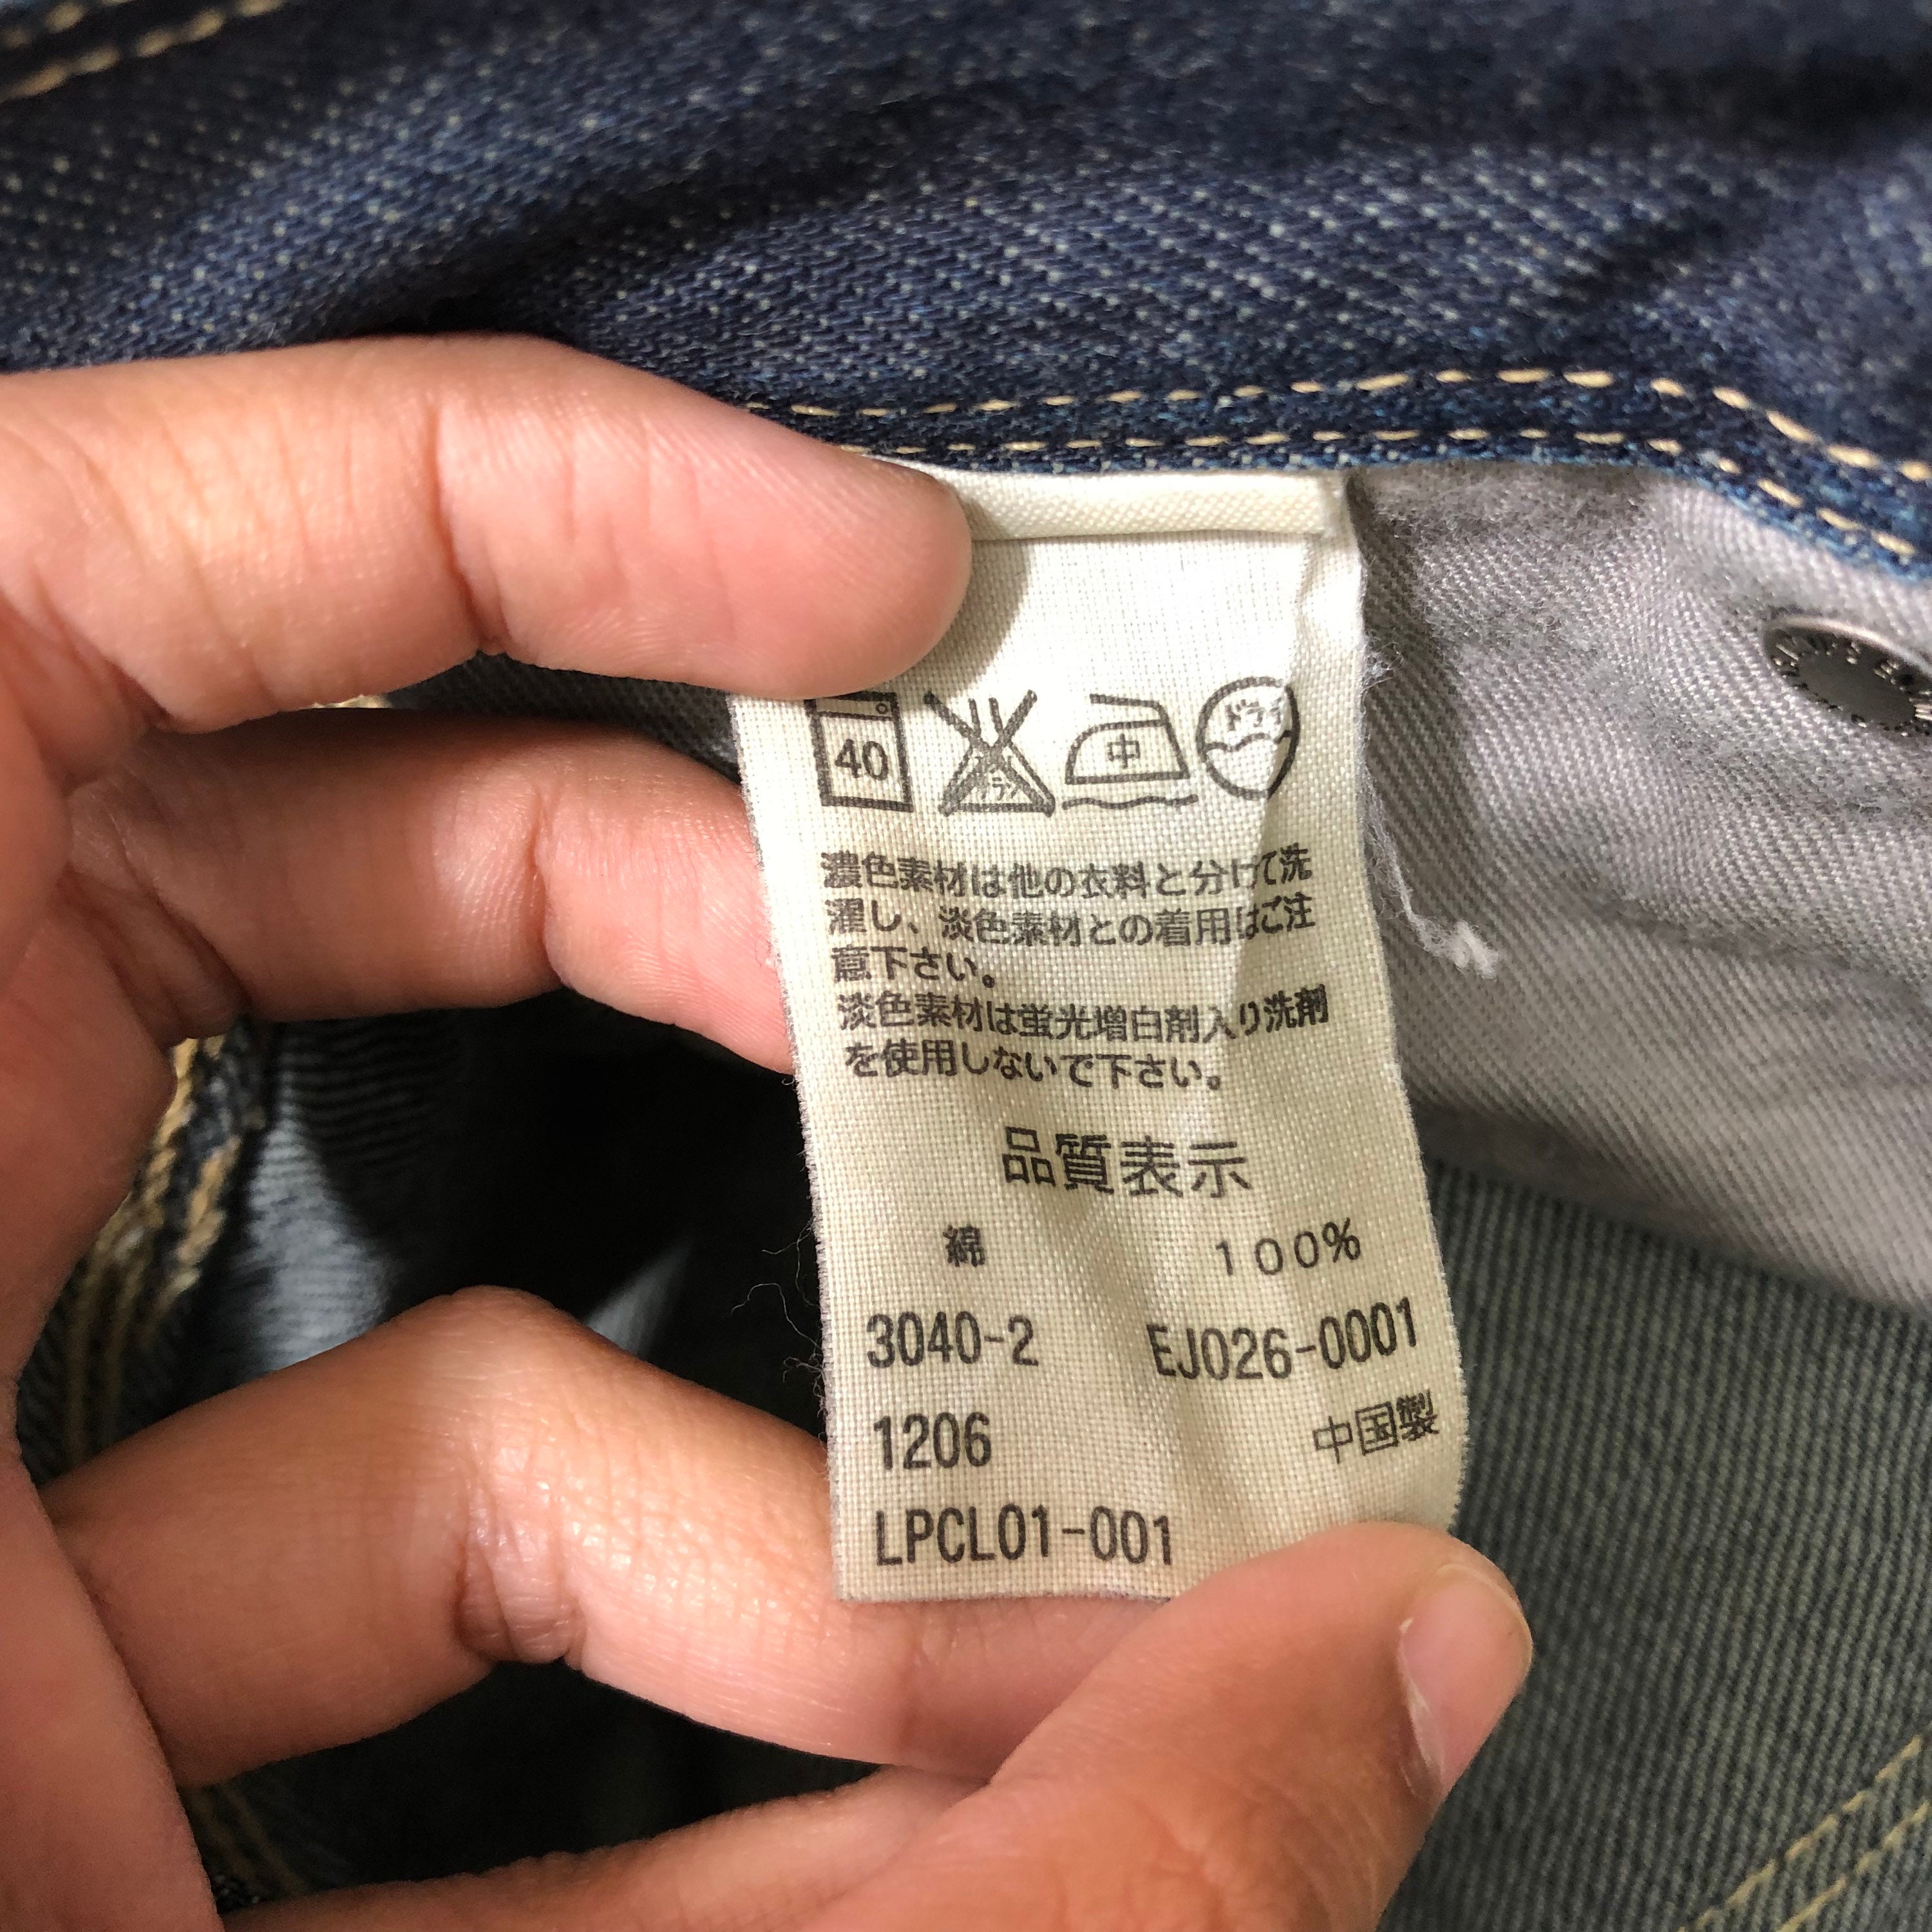 40
中
ドライ
濃色素材は他の衣料と分けて洗
濯し、淡色素材との着用はご注
意下さい。
淡色素材は蛍光増白剤入り洗剤
を使用しないで下さい。
品質表示
綿 100%
3040-2 EJ026-0001
1206 中国製
LPCL01-001